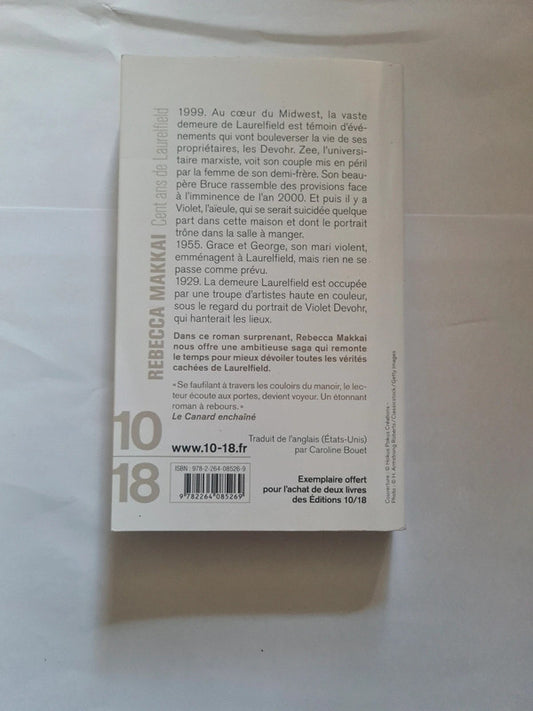 REBECCA MAKKAI Cent ans de Laurelfield
1999. Au cœur du Midwest, la vaste
demeure de Laurelfield est témoin d'évé-
nements qui vont bouleverser la vie de ses
propriétaires, les Devohr. Zee, l'universi-
taire marxiste, voit son couple mis en péril
par la femme de son demi-frère. Son beau-
père Bruce rassemble des provisions face
à l'imminence de l'an 2000. Et puis il y a
Violet, l'aïeule, qui se serait suicidée quelque
part dans cette maison et dont le portrait
trône dans la salle à manger.
1955. Grace et George, son mari violent,
emménagent à Laurelfield, mais rien ne se
passe comme prévu.
1929. La demeure Laurelfield est occupée
par une troupe d'artistes haute en couleur,
sous le regard du portrait de Violet Devohr,
qui hanterait les lieux.
Dans ce roman surprenant, Rebecca Makkai
nous offre une ambitieuse saga qui remonte
le temps pour mieux dévoiler toutes les vérités
cachées de Laurelfield.
« Se faufilant à travers les couloirs du manoir, le lec-
teur écoute aux portes, devient voyeur. Un étonnant
roman à rebours. »
Le Canard enchaîné
10
18
www.10-18.fr
Traduit de l'anglais (États-Unis)
par Caroline Bouet
ISBN : 978-2-264-08526-9
9 782264 085269
Exemplaire offert
pour l'achat de deux livres
des Éditions 10/18
Couverture : © Hokus Pokus Créations -
Photo : © H. Armstrong Roberts / Classicstock / Getty Images